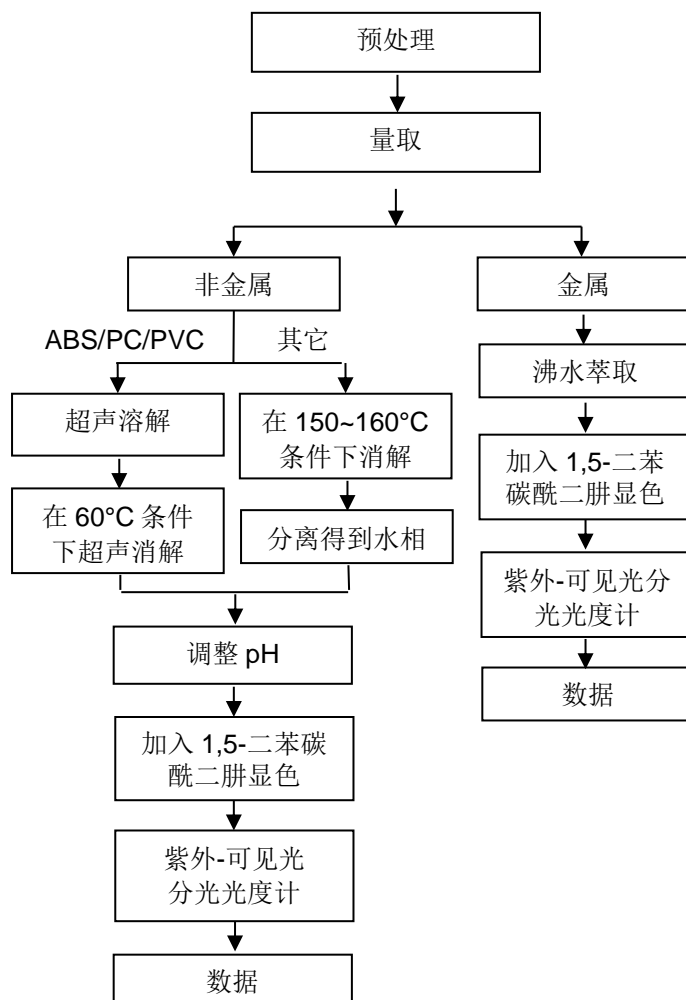 预处理
量取
非金属
金属
ABS/PC/PVC
其它
沸水萃取
超声溶解
在 150~160°C
条件下消解
加入 1,5-二苯
碳酰二肼显色
在 60°C 条件
下超声消解
分离得到水相
紫外-可见光分
光光度计
调整 pH
数据
加入 1,5-二苯碳
酰二肼显色
紫外-可见光
分光光度计
数据